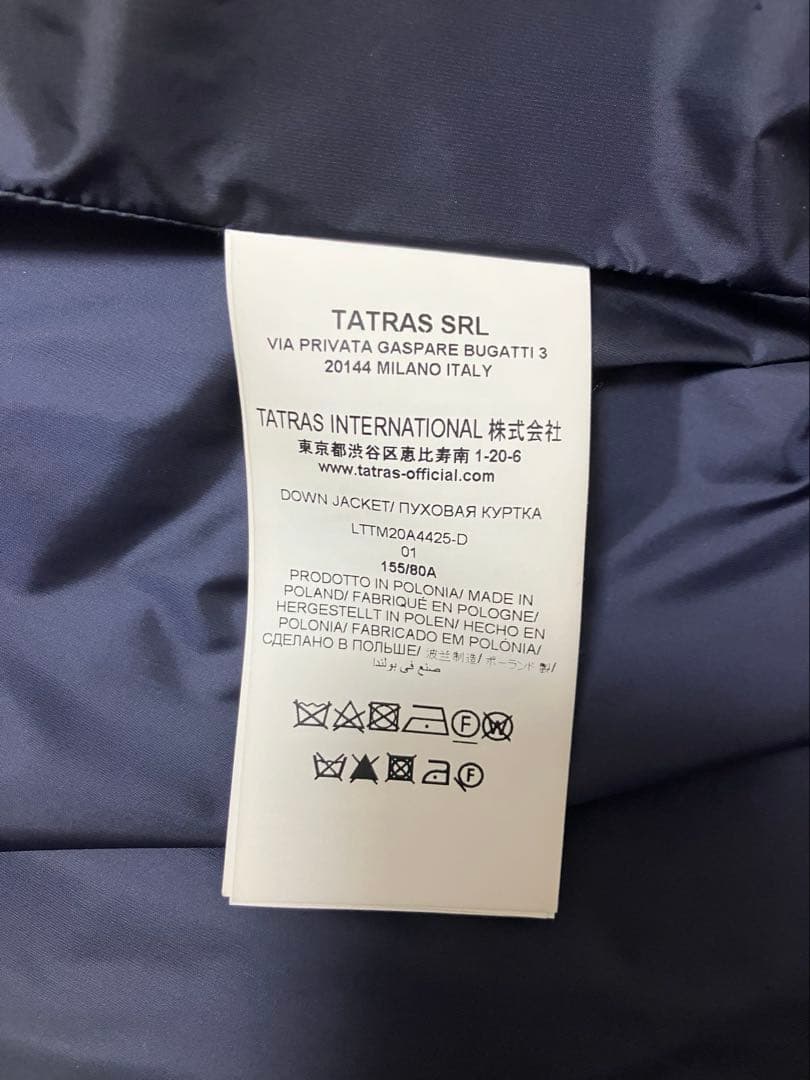 TATRAS SRL
VIA PRIVATA GASPARE BUGATTI 3
20144 MILANO ITALY
TATRAS INTERNATIONAL 株式会社
東京都渋谷区恵比寿南 1-20-6
www.tatras-official.com
DOWN JACKET/ ПУХОВАЯ КУРТКА
LTTM20A4425-D
01
155/80A
PRODOTTO IN POLONIA/ MADE IN
POLAND/ FABRIQUÉ EN POLOGNE/
HERGESTELLT IN POLEN/ HECHO EN
POLONIA/ FABRICADO EM POLÓNIA/
СДЕЛАНО В ПОЛЬШЕ/ 波兰制造/ ポーランド製/
صنع في بولندا
F W
F